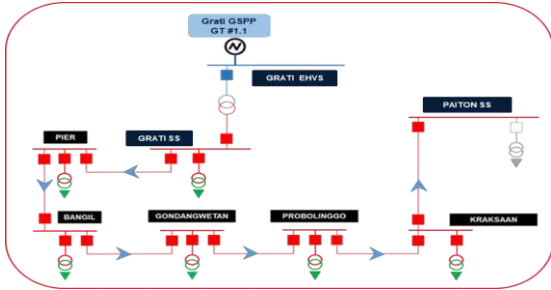 Grati GSPP
GT #1.1
GRATI EHVS
PAITON SS
PIER
GRATI SS
BANGIL
GONDANGWETAN
PROBOLINGGO
KRAKSAAN